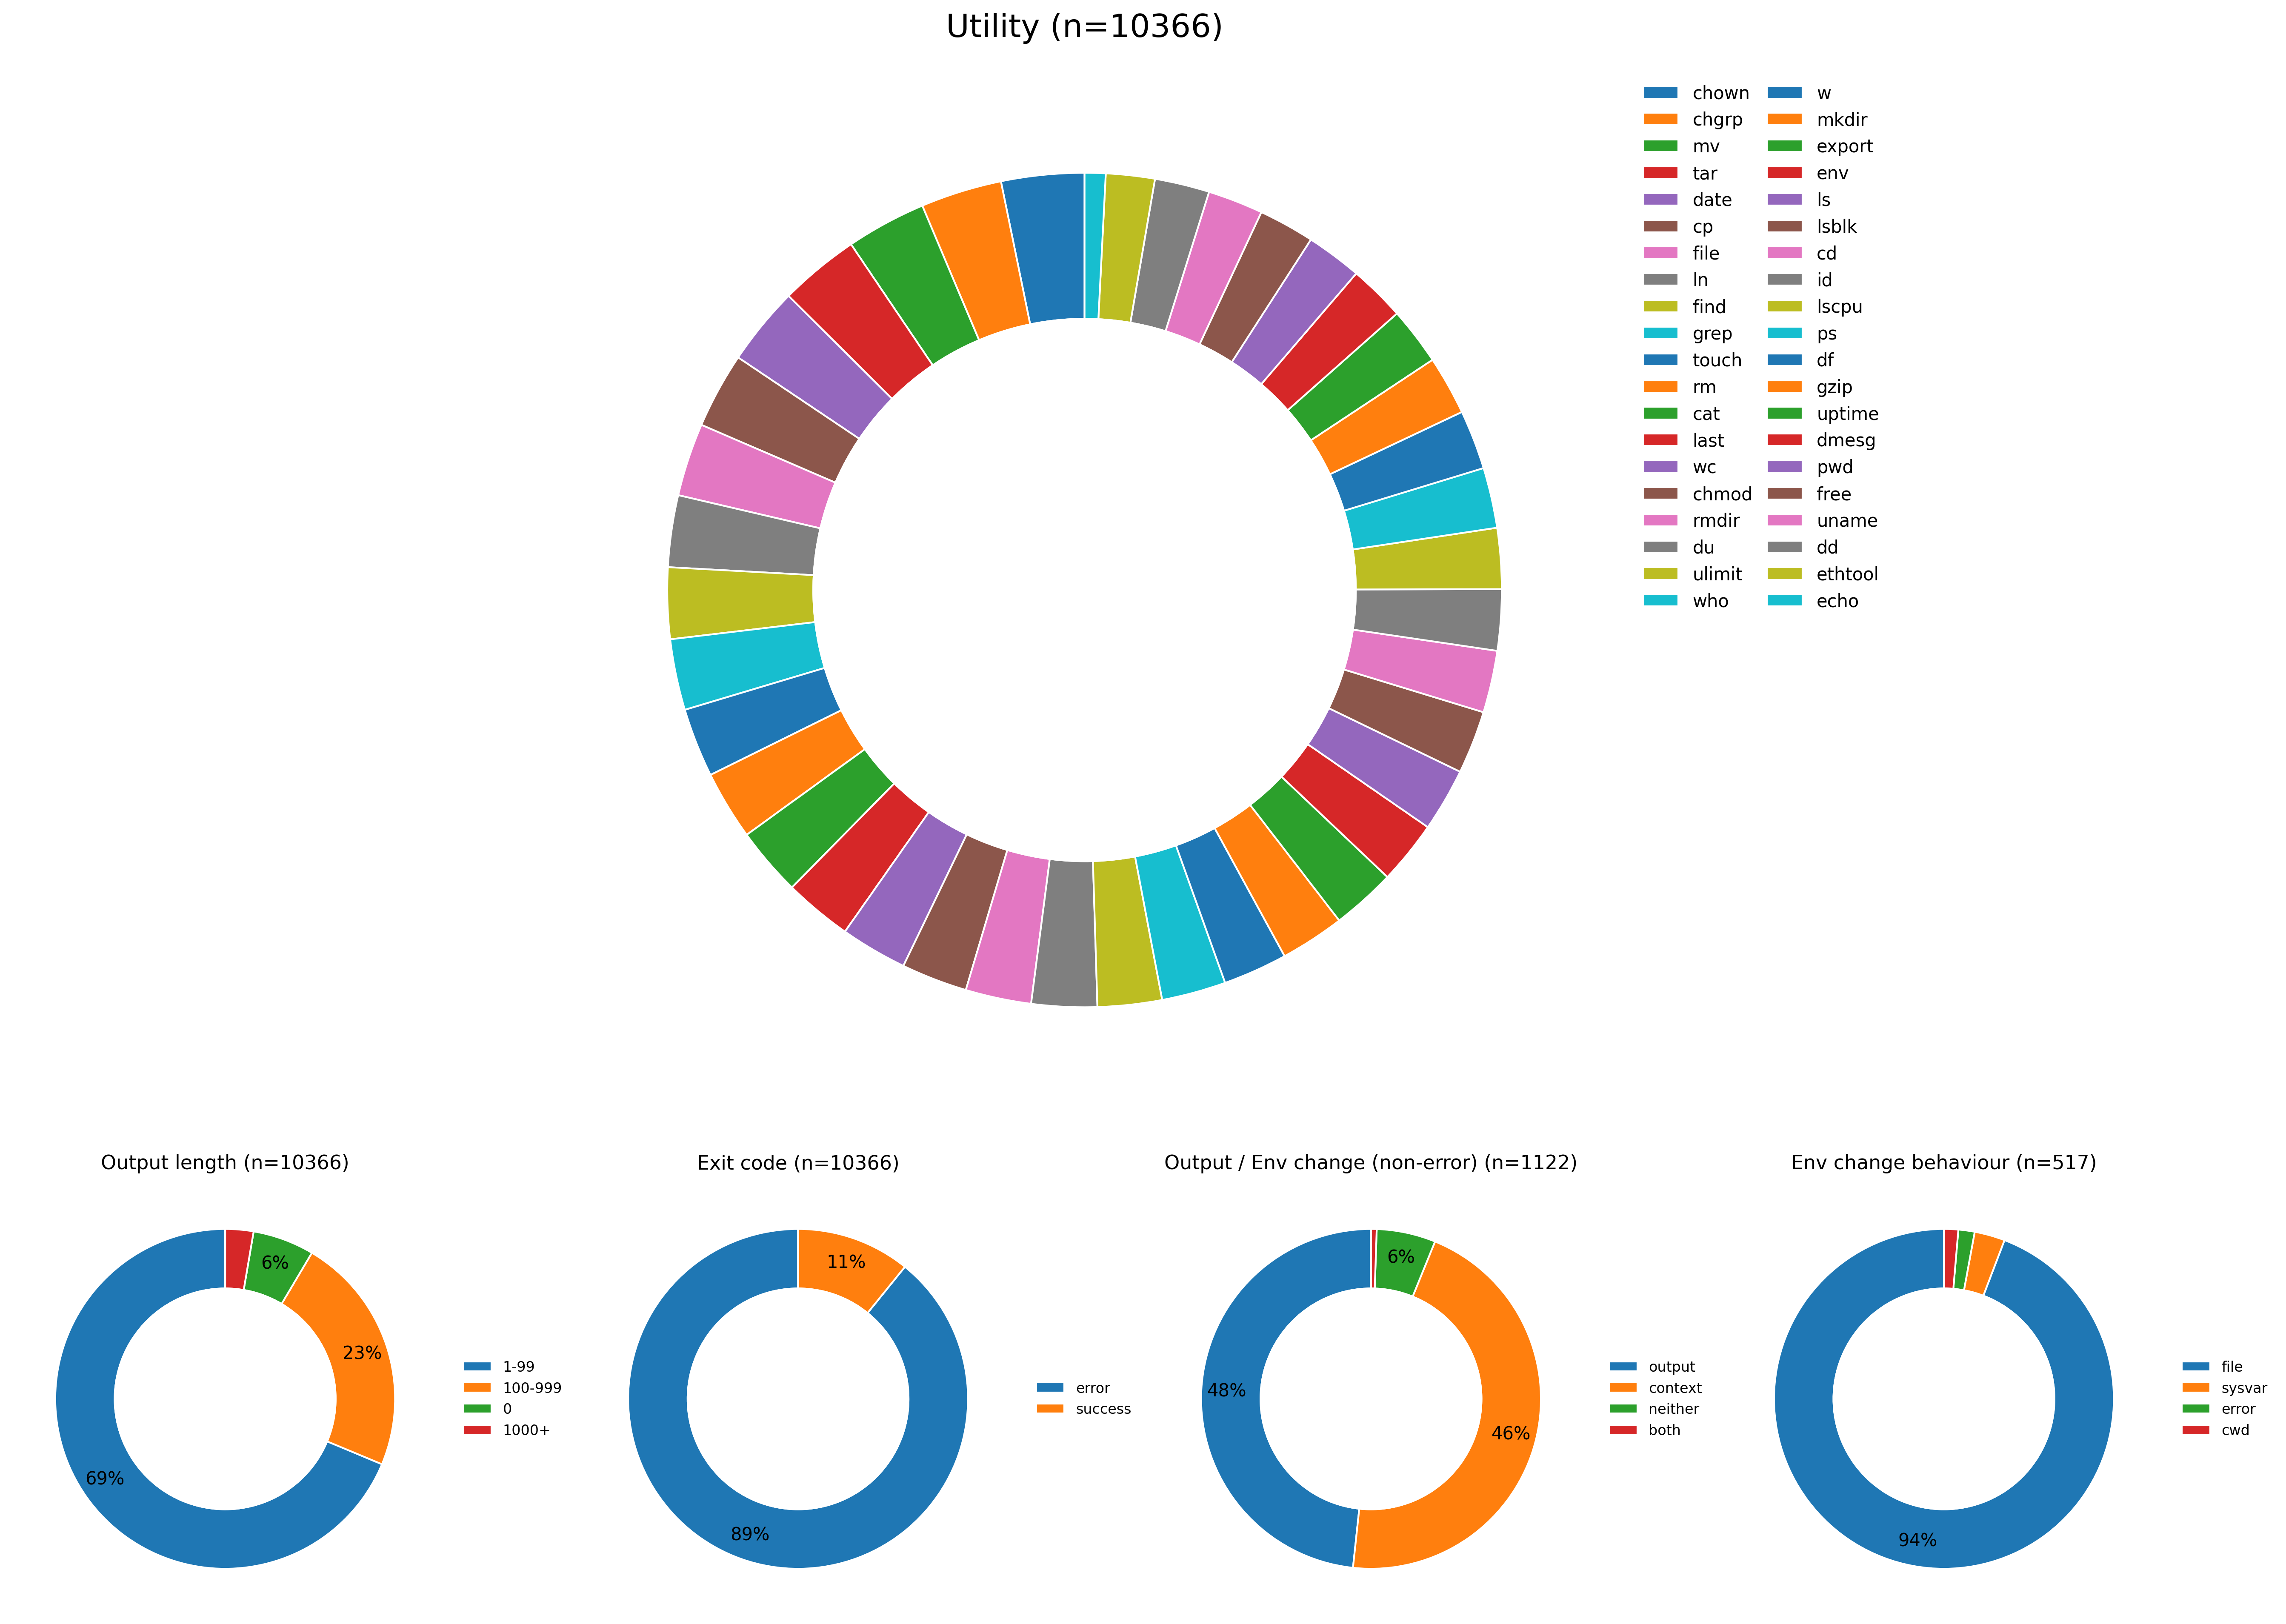 Utility (n=10366)
chown w
chgrp mkdir
mv export
tar env
date ls
cp lsblk
file cd
ln id
find lscpu
grep ps
touch df
rm gzip
cat uptime
last dmesg
wc pwd
chmod free
rmdir uname
du dd
ulimit ethtool
who echo
Output length (n=10366)
6%
23%
69%
1-99
100-999
0
1000+
Exit code (n=10366)
11%
89%
error
success
Output / Env change (non-error) (n=1122)
6%
48%
46%
output
context
neither
both
Env change behaviour (n=517)
94%
file
sysvar
error
cwd